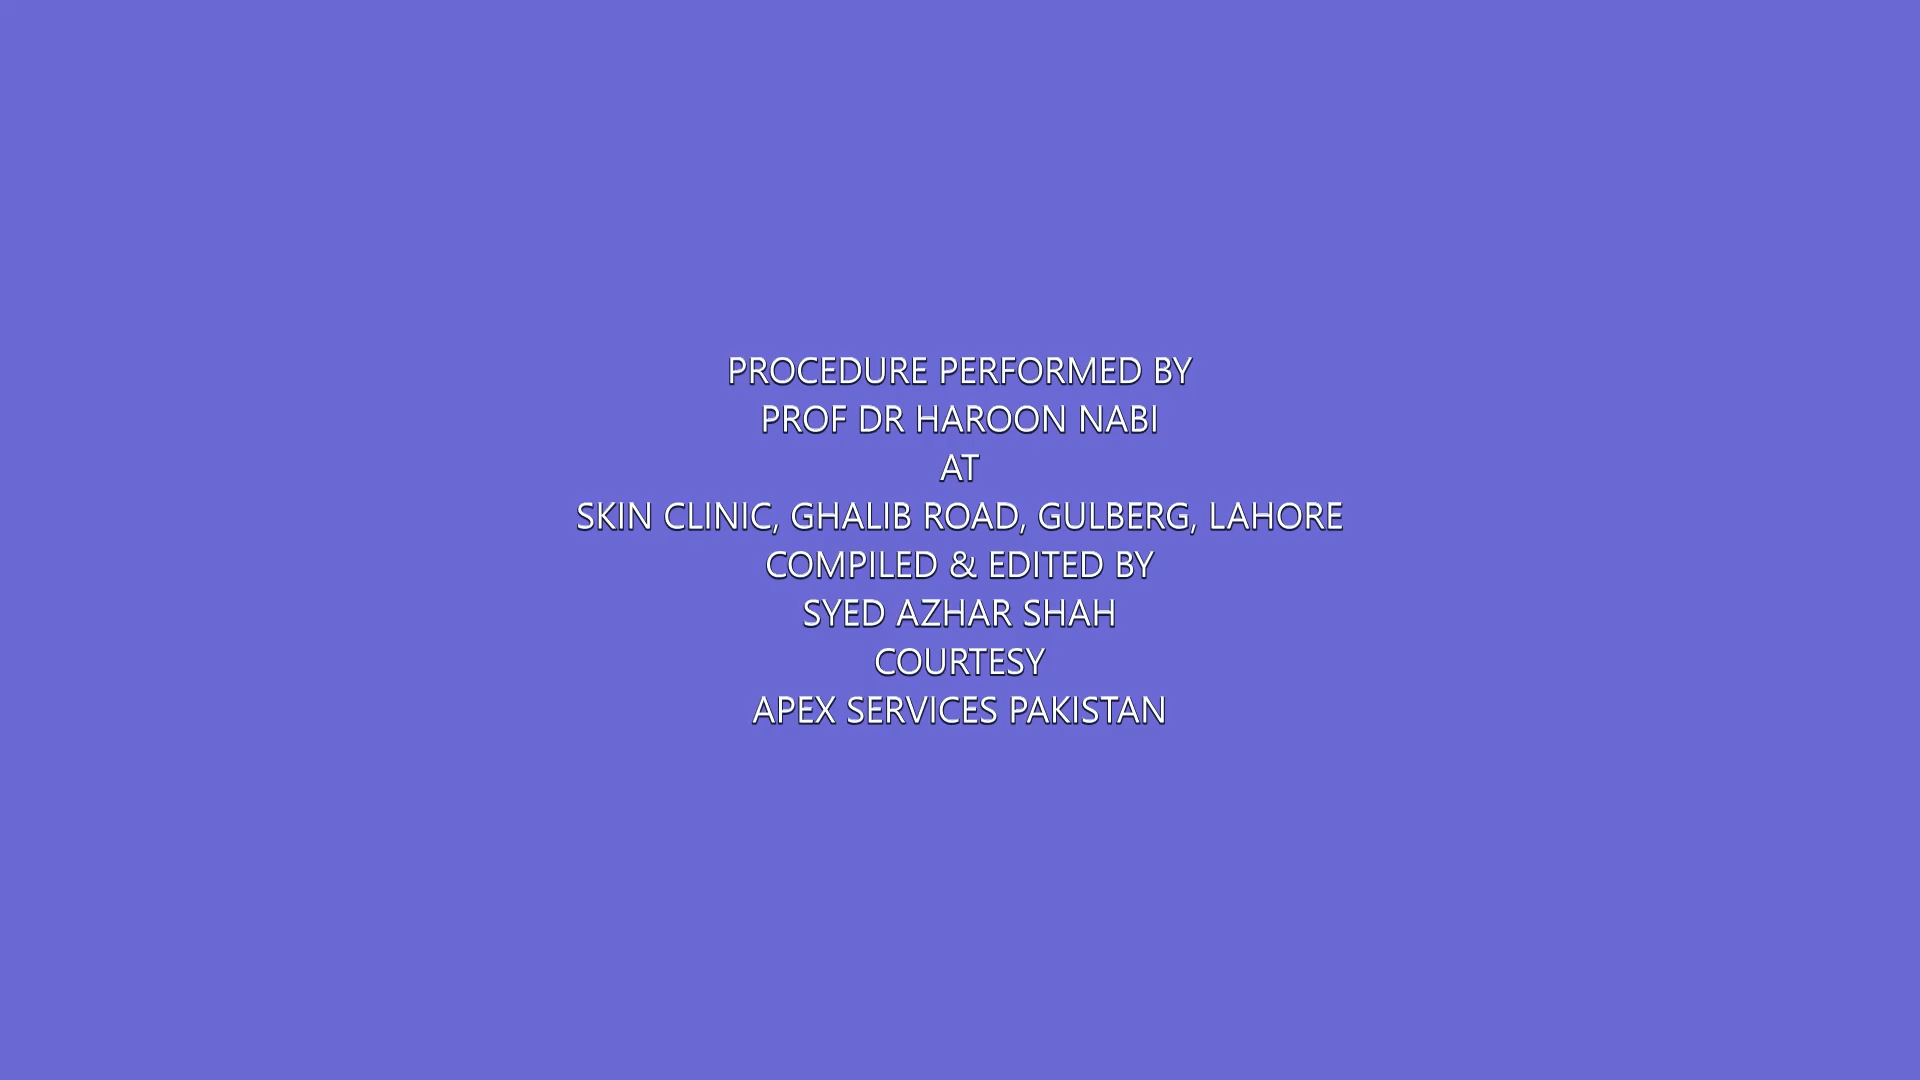 PROCEDURE PERFORMED BY
PROF DR HAROON NABI
AT
SKIN CLINIC, GHALIB ROAD, GULBERG, LAHORE
COMPILED & EDITED BY
SYED AZHAR SHAH
COURTESY
APEX SERVICES PAKISTAN